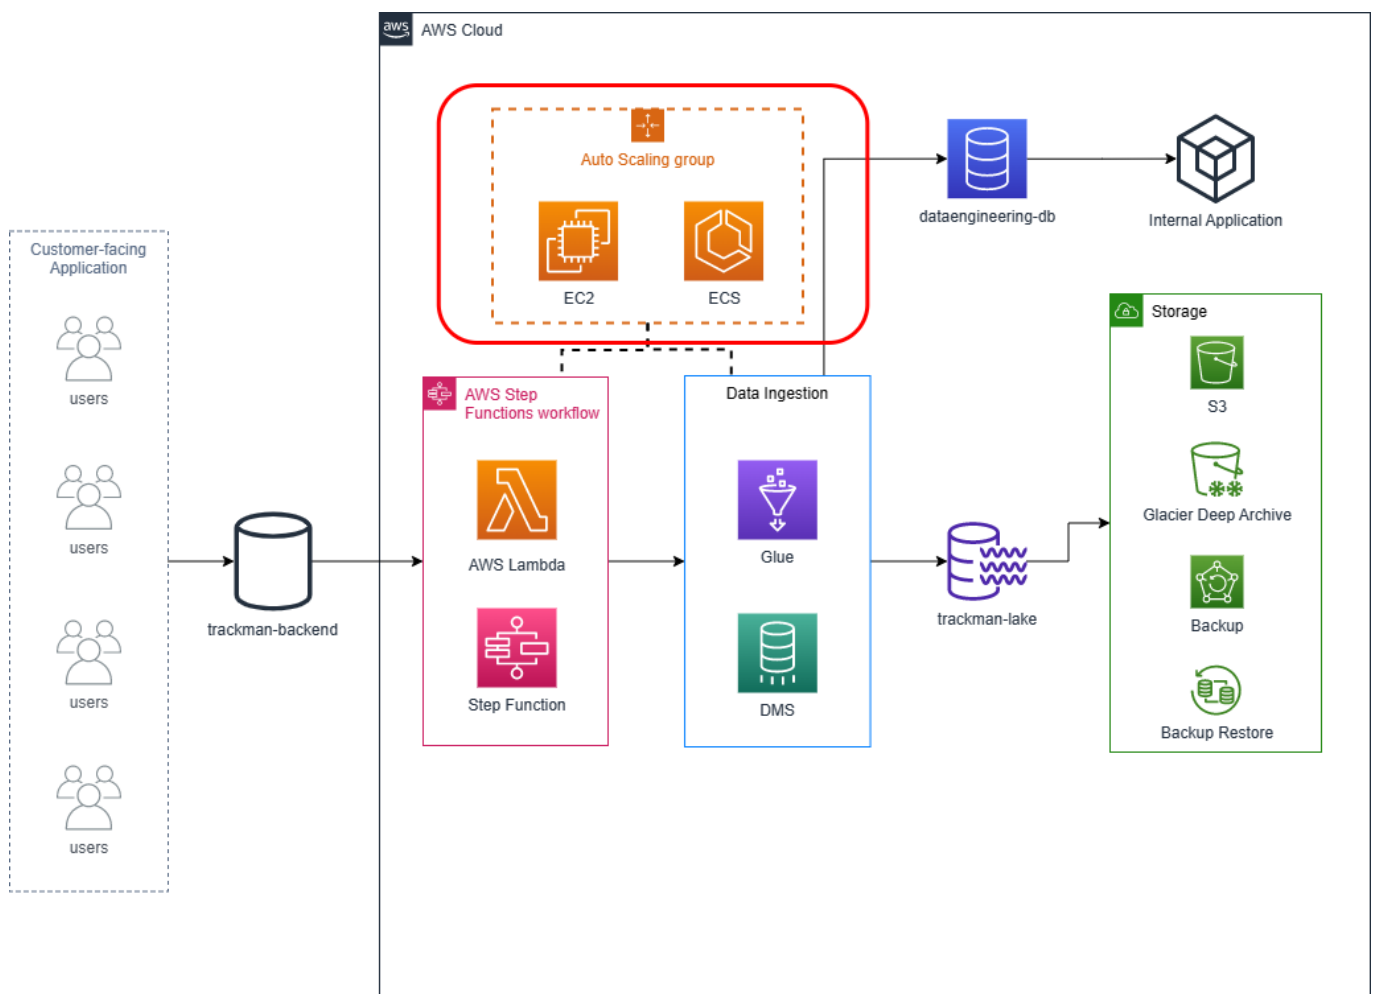 aws
AWS Cloud
Auto Scaling group
EC2
ECS
dataengineering-db
Internal Application
Customer-facing
Application
users
users
users
users
trackman-backend
AWS Step
Functions workflow
AWS Lambda
Step Function
Data Ingestion
Glue
DMS
trackman-lake
Storage
S3
Glacier Deep Archive
Backup
Backup Restore